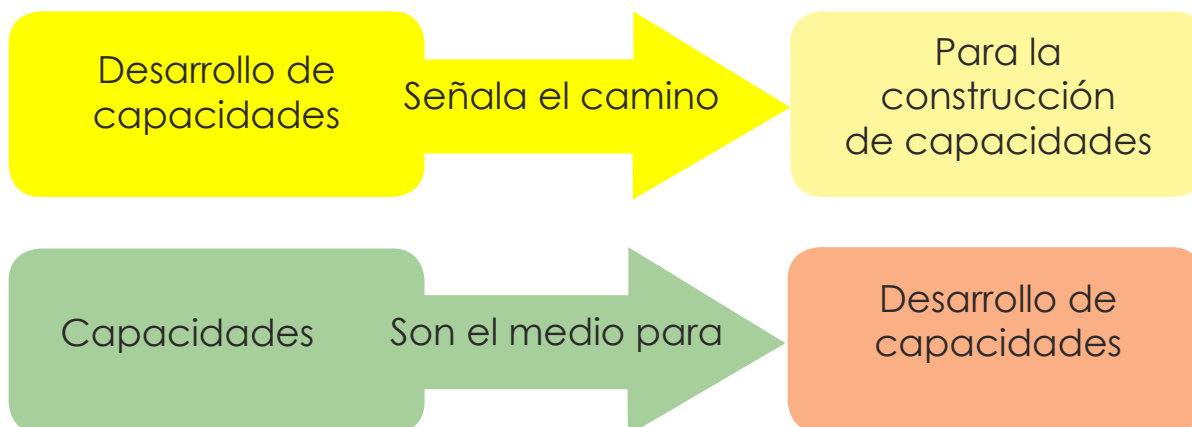 Desarrollo de
capacidades
Señala el camino
Para la
construcción
de capacidades
Capacidades
Son el medio para
Desarrollo de
capacidades